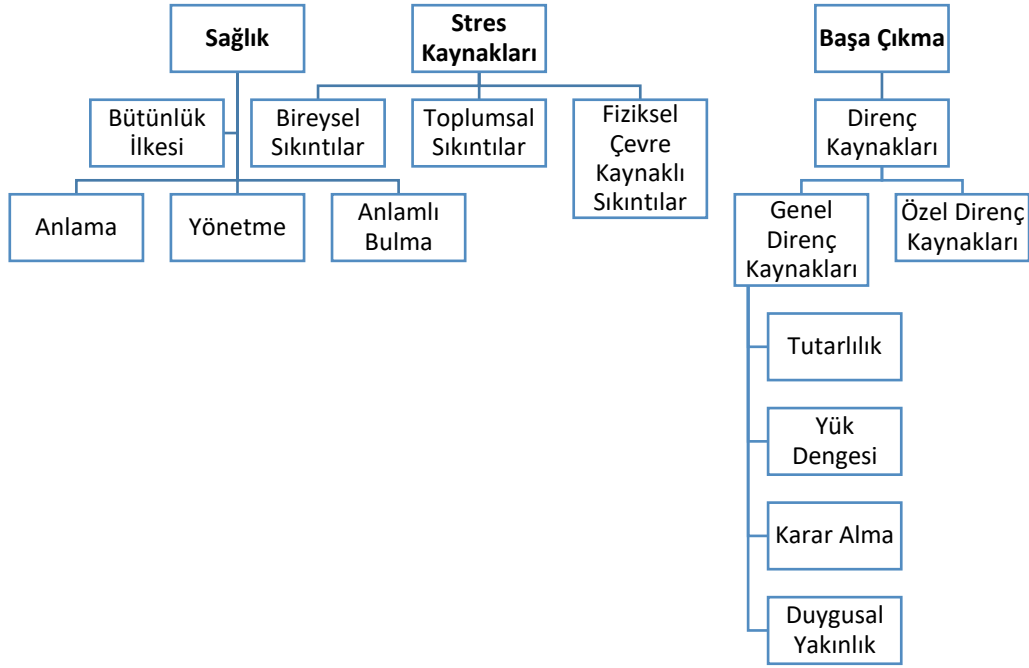 Sağlık
Stres
Kaynakları
Başa Çıkma
Bütünlük
İlkesi
Bireysel
Sıkıntılar
Toplumsal
Sıkıntılar
Fiziksel
Çevre
Kaynaklı
Sıkıntılar
Direnç
Kaynakları
Anlama
Yönetme
Anlamlı
Bulma
Genel
Direnç
Kaynakları
Özel Direnç
Kaynakları
Tutarlılık
Yük
Dengesi
Karar Alma
Duygusal
Yakınlık